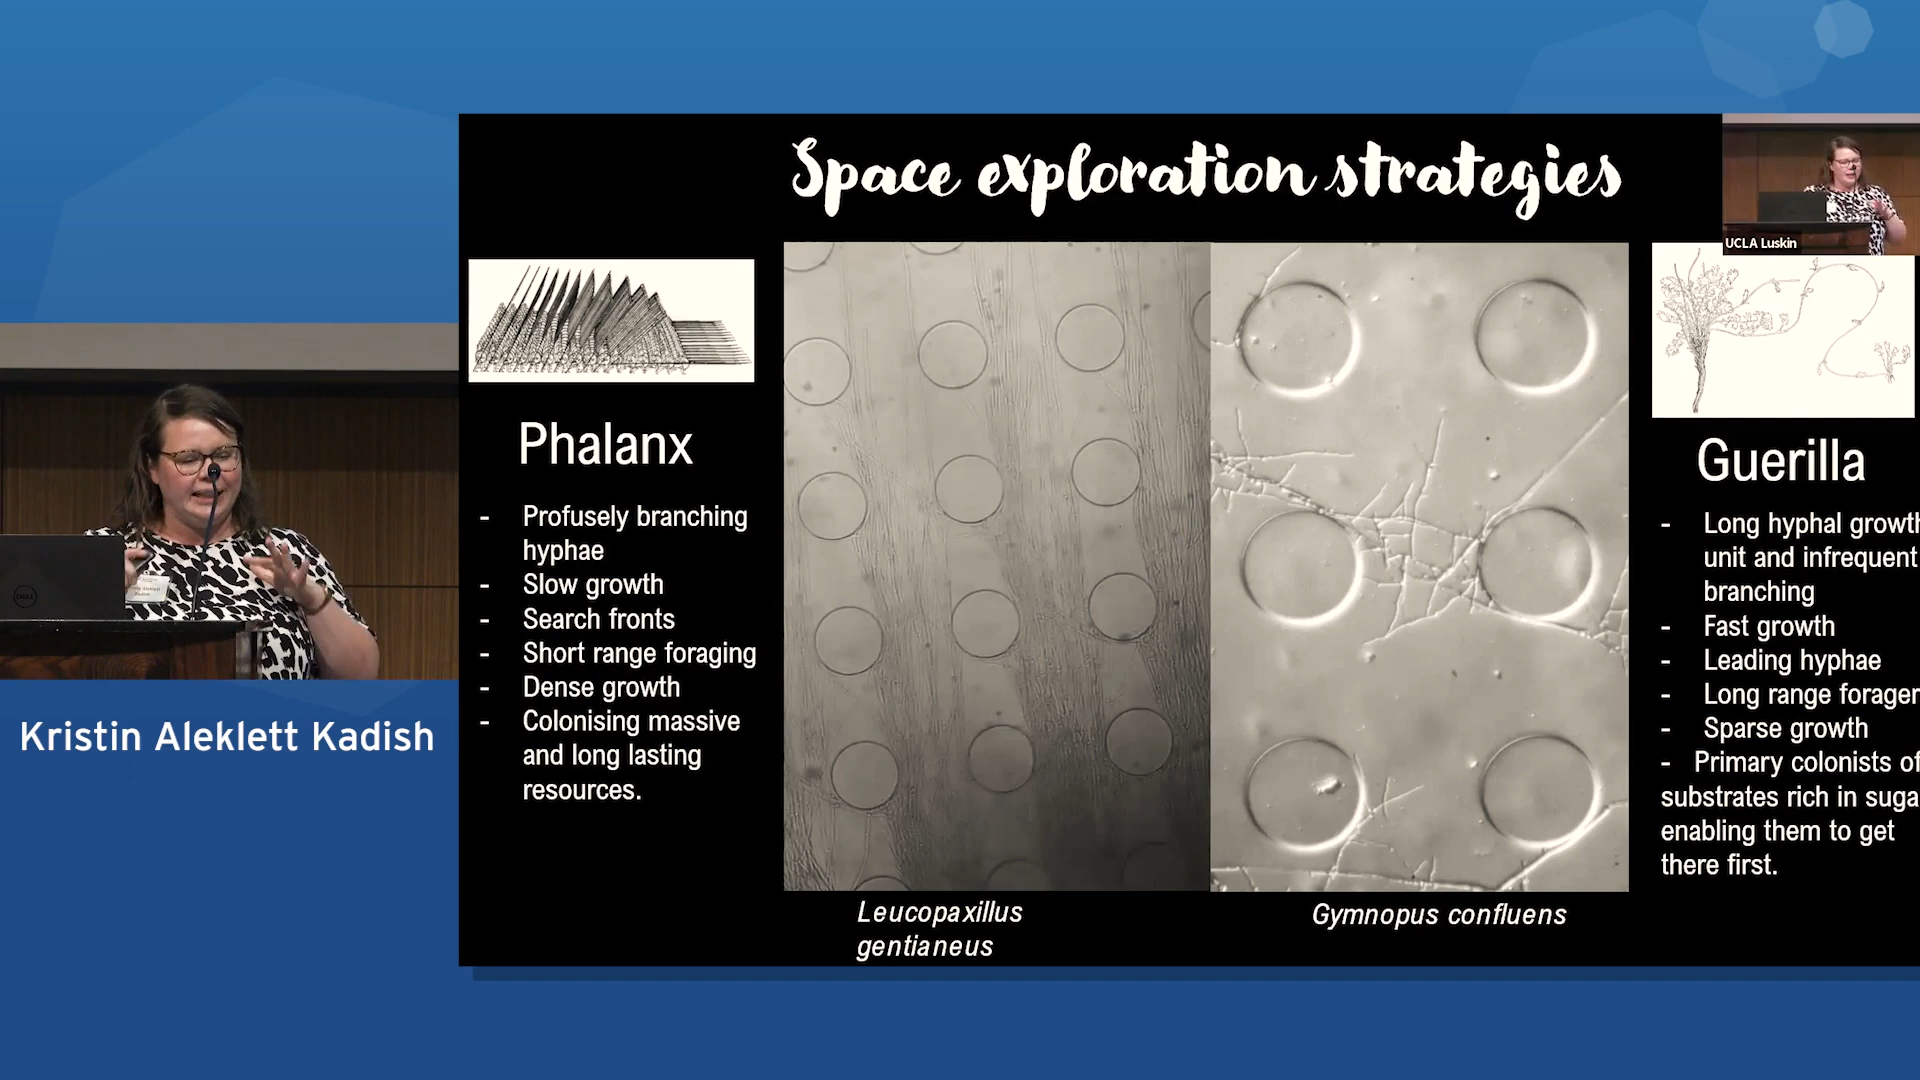 Space exploration strategies
UCLA Luskin
Phalanx
- Profusely branching
hyphae
- Slow growth
- Search fronts
- Short range foraging
- Dense growth
- Colonising massive
and long lasting
resources.
Leucopaxillus
gentianeus
Gymnopus confluens
Guerilla
- Long hyphal growth
unit and infrequent
branching
- Fast growth
- Leading hyphae
- Long range forager
- Sparse growth
- Primary colonists of
substrates rich in suga
enabling them to get
there first.
DELL
Kristin Aleklett Kadish